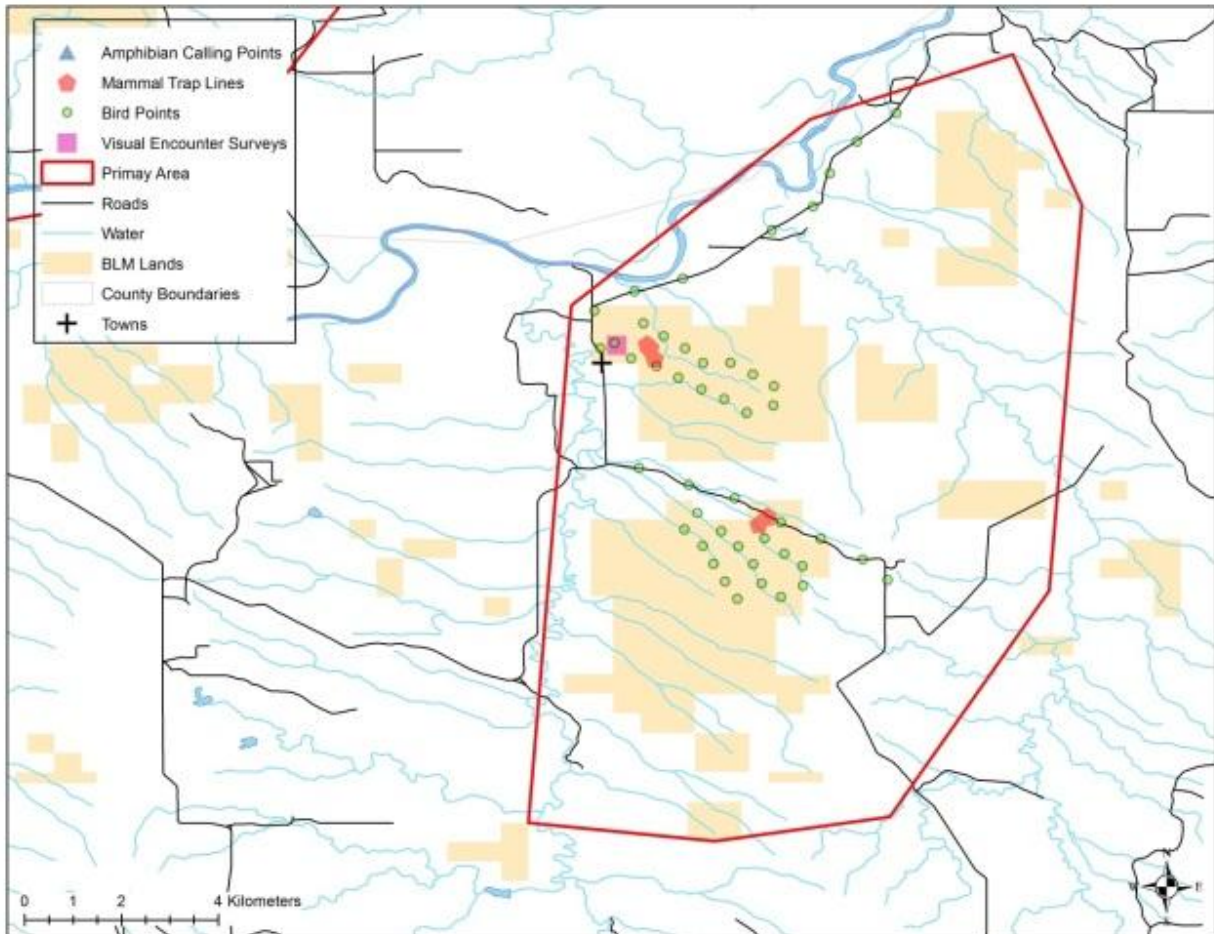 Amphibian Calling Points
Mammal Trap Lines
Bird Points
Visual Encounter Surveys
Primay Area
Roads
Water
BLM Lands
County Boundaries
Towns
0 1 2 4 Kilometers
N
W E